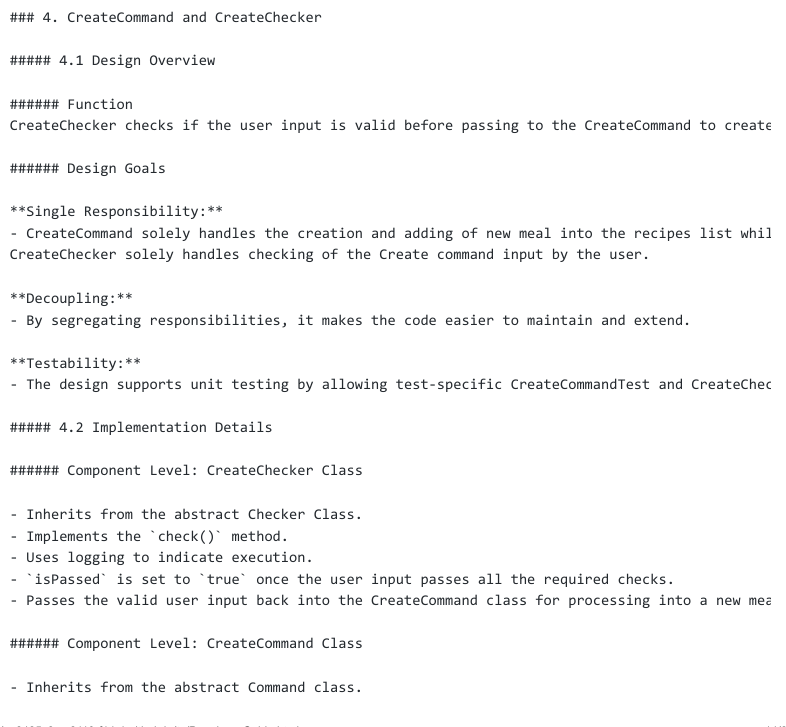 ### 4. CreateCommand and CreateChecker
##### 4.1 Design Overview
###### Function
CreateChecker checks if the user input is valid before passing to the CreateCommand to create
###### Design Goals
**Single Responsibility:**
- CreateCommand solely handles the creation and adding of new meal into the recipes list whil
CreateChecker solely handles checking of the Create command input by the user.
**Decoupling:**
- By segregating responsibilities, it makes the code easier to maintain and extend.
**Testability:**
- The design supports unit testing by allowing test-specific CreateCommandTest and CreateChec
##### 4.2 Implementation Details
###### Component Level: CreateChecker Class
- Inherits from the abstract Checker Class.
- Implements the `check()` method.
- Uses logging to indicate execution.
- `isPassed` is set to `true` once the user input passes all the required checks.
- Passes the valid user input back into the CreateCommand class for processing into a new mea
###### Component Level: CreateCommand Class
- Inherits from the abstract Command class.